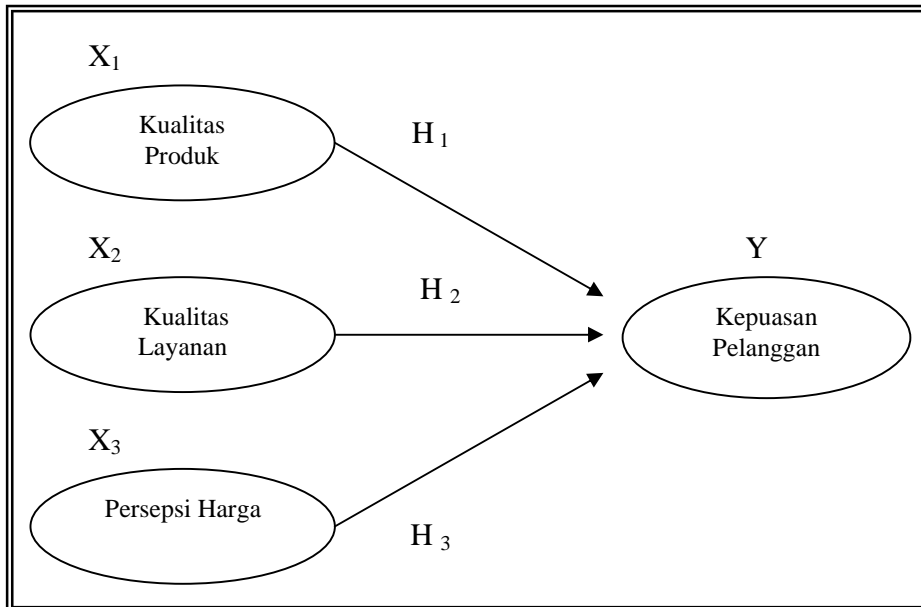 X₁
Kualitas
Produk
H ₁
X₂
Kualitas
Layanan
H ₂
Y
Kepuasan
Pelanggan
X₃
Persepsi Harga
H ₃